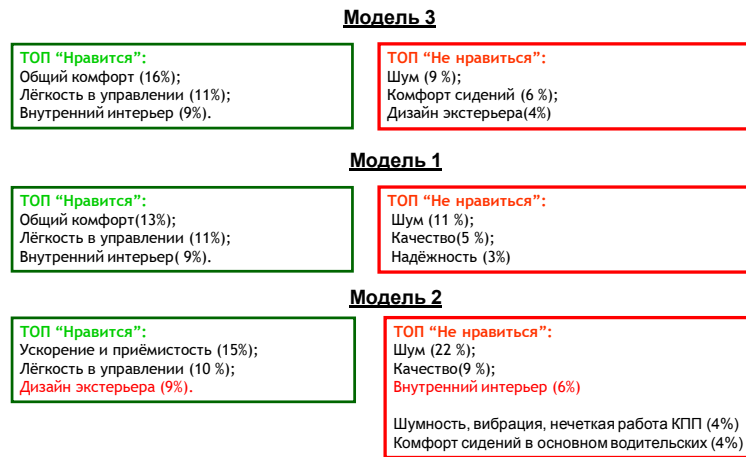 Модель 3
ТОП “Нравится”:
Общий комфорт (16%);
Лёгкость в управлении (11%);
Внутренний интерьер (9%).
ТОП “Не нравиться”:
Шум (9 %);
Комфорт сидений (6 %);
Дизайн экстерьера(4%)
Модель 1
ТОП “Нравится”:
Общий комфорт(13%);
Лёгкость в управлении (11%);
Внутренний интерьер( 9%).
ТОП “Не нравиться”:
Шум (11 %);
Качество(5 %);
Надёжность (3%)
Модель 2
ТОП “Нравится”:
Ускорение и приёмистость (15%);
Лёгкость в управлении (10 %);
Дизайн экстерьера (9%).
ТОП “Не нравиться”:
Шум (22 %);
Качество(9 %);
Внутренний интерьер (6%)
Шумность, вибрация, нечеткая работа КПП (4%)
Комфорт сидений в основном водительских (4%)